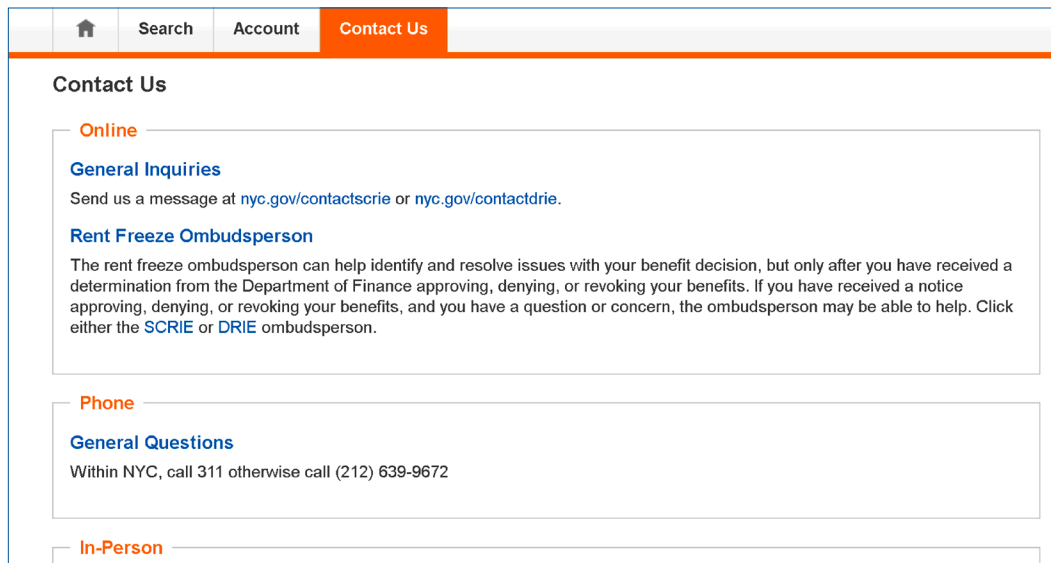 Search Account Contact Us
Contact Us
Online
General Inquiries
Send us a message at nyc.gov/contactscrie or nyc.gov/contactdrie.
Rent Freeze Ombudsperson
The rent freeze ombudsperson can help identify and resolve issues with your benefit decision, but only after you have received a
determination from the Department of Finance approving, denying, or revoking your benefits. If you have received a notice
approving, denying, or revoking your benefits, and you have a question or concern, the ombudsperson may be able to help. Click
either the SCRIE or DRIE ombudsperson.
Phone
General Questions
Within NYC, call 311 otherwise call (212) 639-9672
In-Person